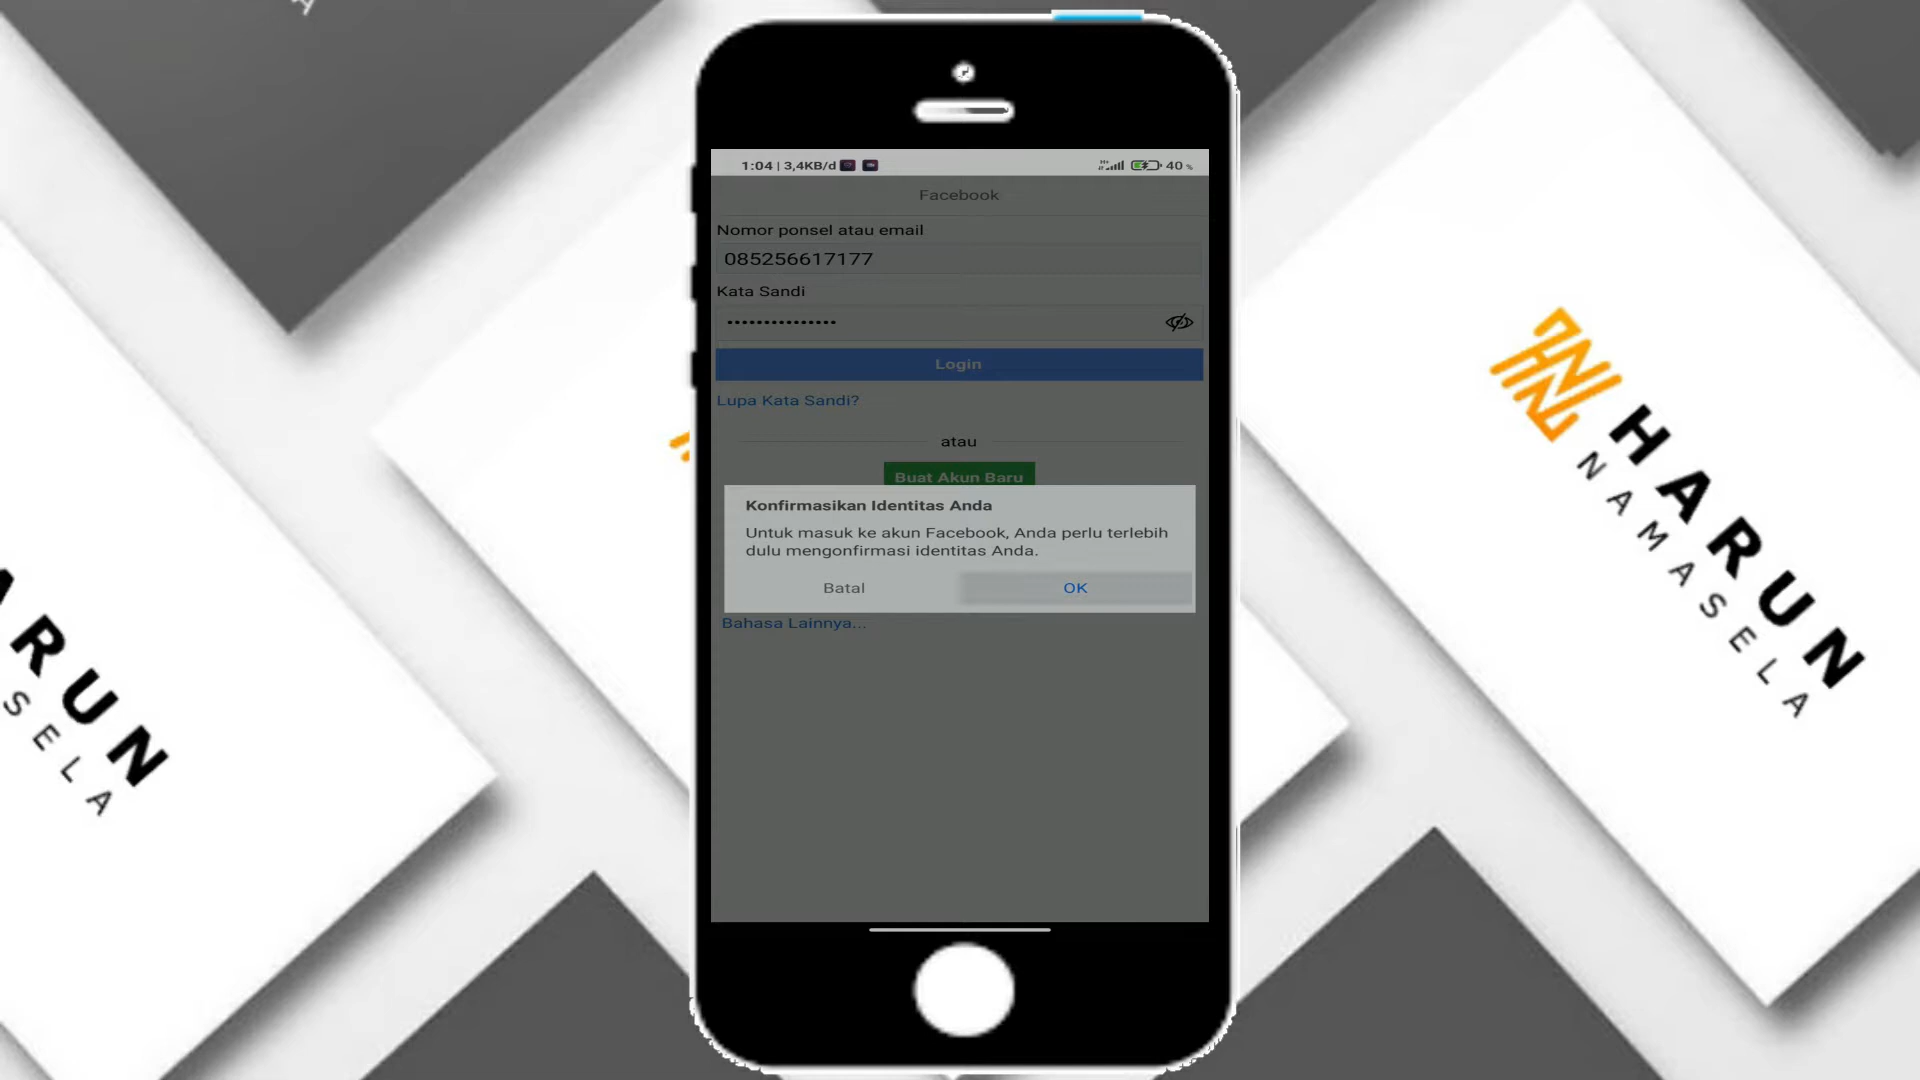 A
1:04 | 3,4KB/d
40 %
Facebook
Nomor ponsel atau email
085256617177
Kata Sandi
•••••••••••••••
Login
Lupa Kata Sandi?
atau
Buat Akun Baru
Konfirmasikan Identitas Anda
Untuk masuk ke akun Facebook, Anda perlu terlebih
dulu mengonfirmasi identitas Anda.
Batal
OK
Bahasa Lainnya...
HARUN
NAMASELA
ARUN
SELA